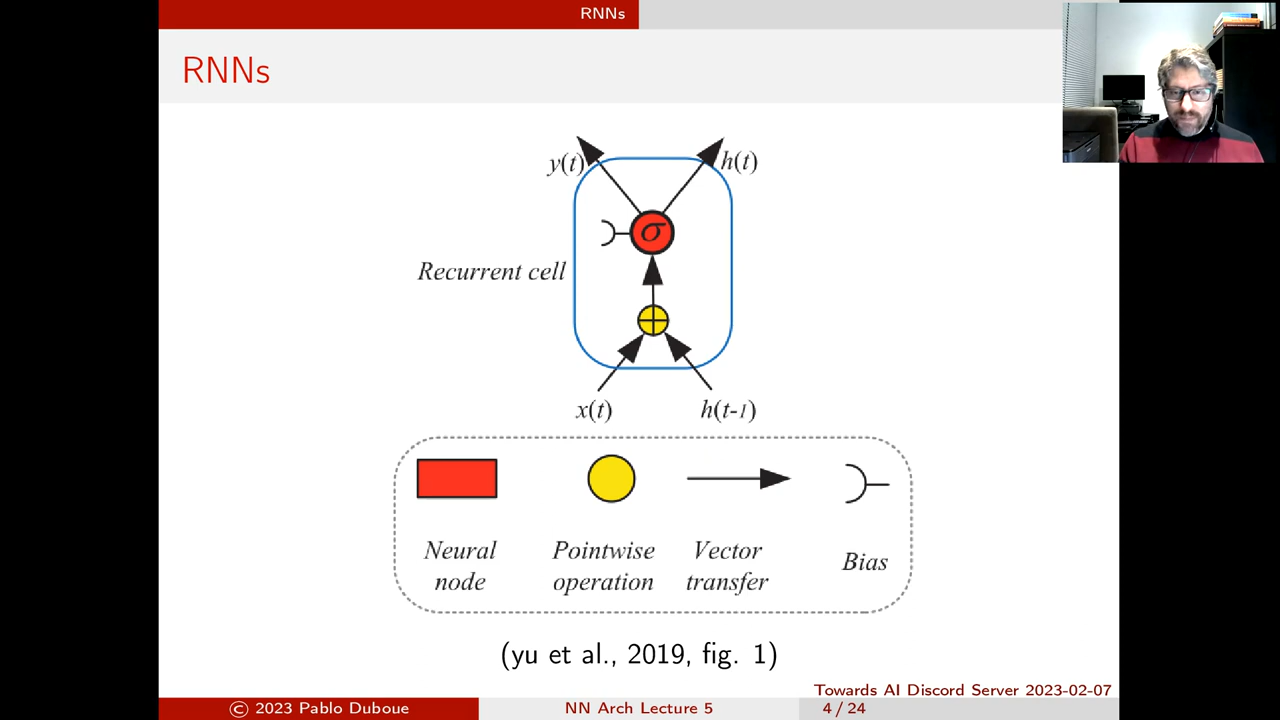 RNNs
RNNs
y(t)
h(t)
σ
Recurrent cell
x(t)
h(t-1)
Neural
node
Pointwise
operation
Vector
transfer
Bias
(yu et al., 2019, fig. 1)
Towards AI Discord Server 2023-02-07
© 2023 Pablo Duboue
NN Arch Lecture 5
4 / 24